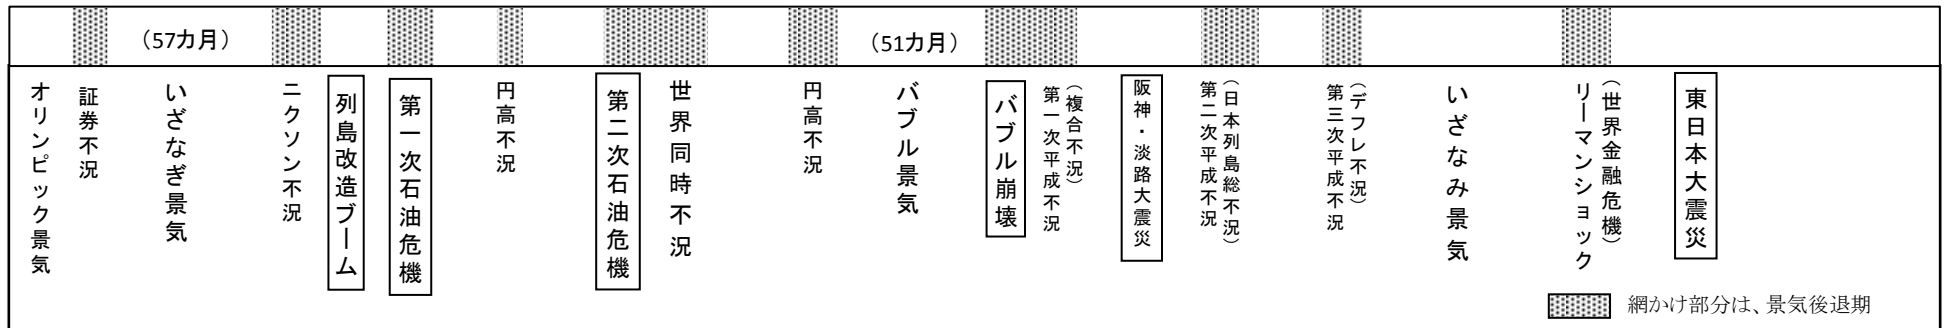 （57カ月）
（51カ月）
オリンピック景気
証券不況
いざなぎ景気
ニクソン不況
列島改造ブーム
第一次石油危機
円高不況
第二次石油危機
世界同時不況
円高不況
バブル景気
バブル崩壊
（複合不況）
第一次平成不況
阪神・淡路大震災
（日本列島総不況）
第二次平成不況
（デフレ不況）
第三次平成不況
いざなみ景気
（世界金融危機）
リーマンショック
東日本大震災
網かけ部分は、景気後退期